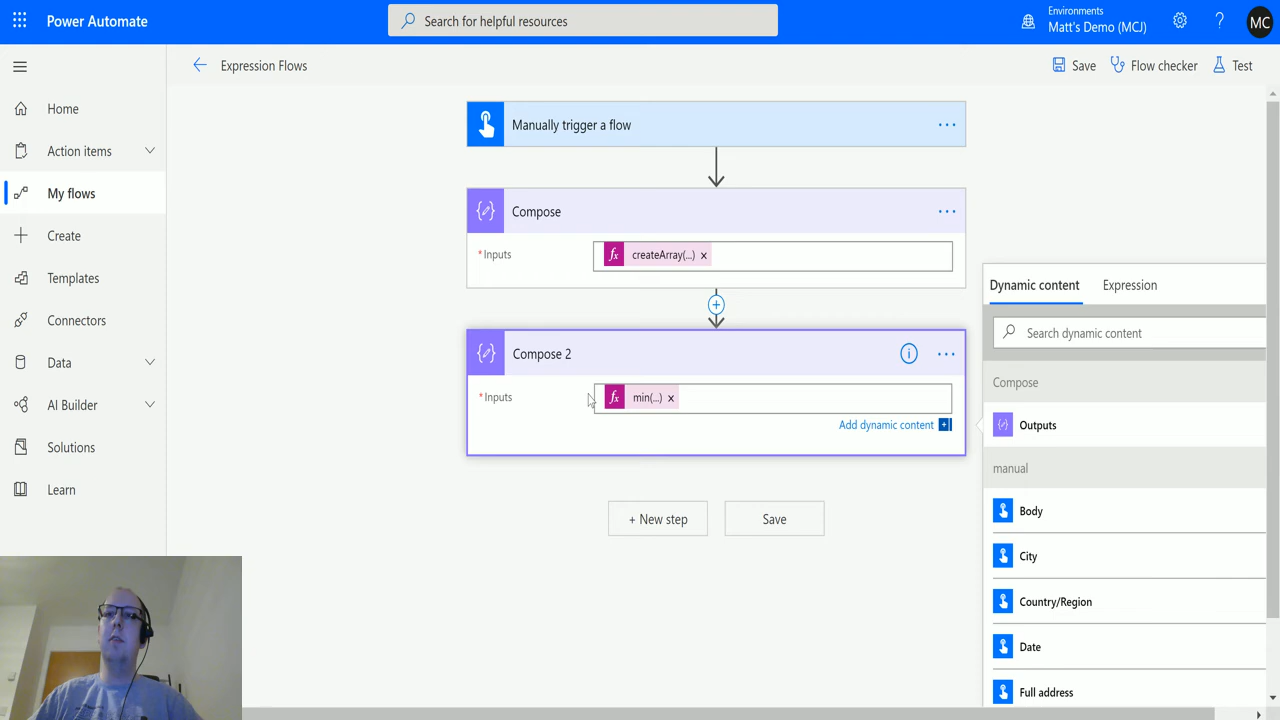 Power Automate
Search for helpful resources
Environments
Matt's Demo (MCJ)
?
MC
Expression Flows
Save
Flow checker
Test
Home
Action items
My flows
Create
Templates
Connectors
Data
AI Builder
Solutions
Learn
Manually trigger a flow
...
Compose
...
* Inputs
fx createArray(...) x
+
Compose 2
i
...
* Inputs
fx min(...) x
Add dynamic content +
+ New step
Save
Dynamic content
Expression
Search dynamic content
Compose
Outputs
manual
Body
City
Country/Region
Date
Full address